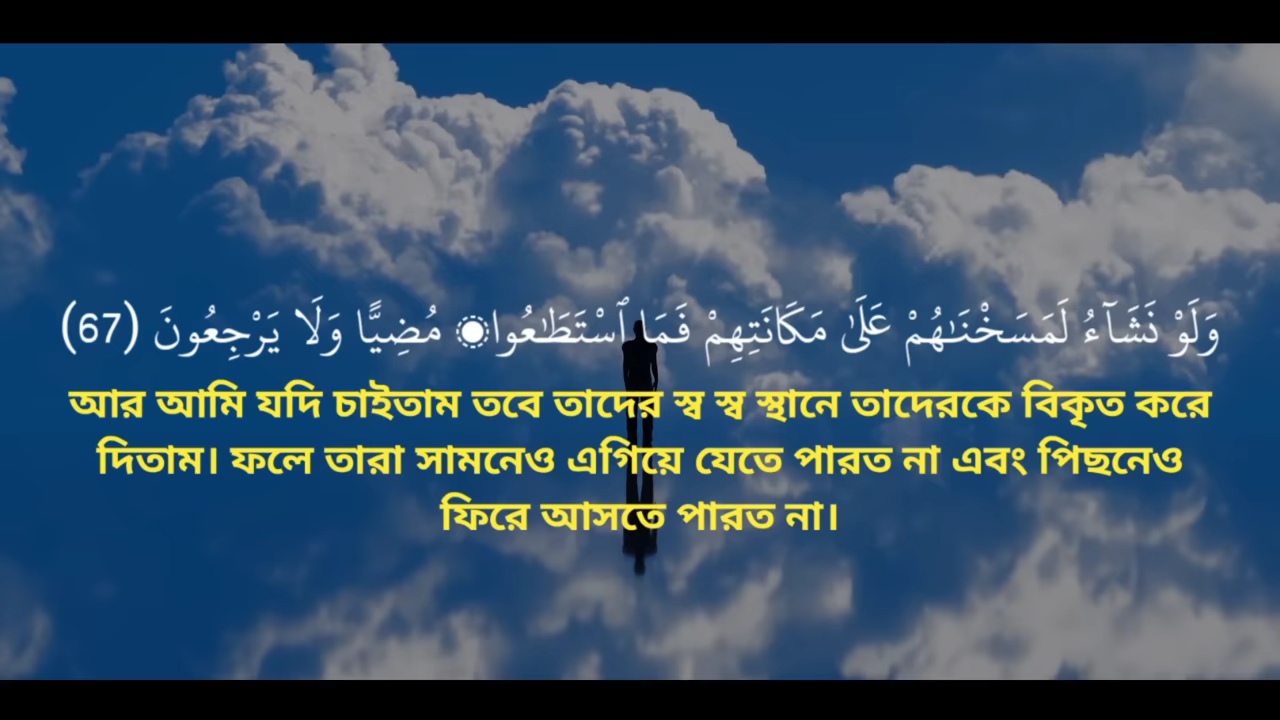 وَلَوْ نَشَآءُ لَمَسَخْنَـٰهُمْ عَلَىٰ مَكَانَتِهِمْ فَمَا ٱسْتَطَـٰعُوا۟ مُضِيًّا وَلَا يَرْجِعُونَ (67)
আর আমি যদি চাইতাম তবে তাদের স্ব স্ব স্থানে তাদেরকে বিকৃত করে
দিতাম। ফলে তারা সামনেও এগিয়ে যেতে পারত না এবং পিছনেও
ফিরে আসতে পারত না।